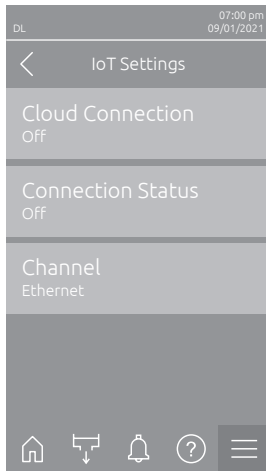 07:00 pm
DL
09/01/2021
IoT Settings
Cloud Connection
Off
Connection Status
Off
Channel
Ethernet
?